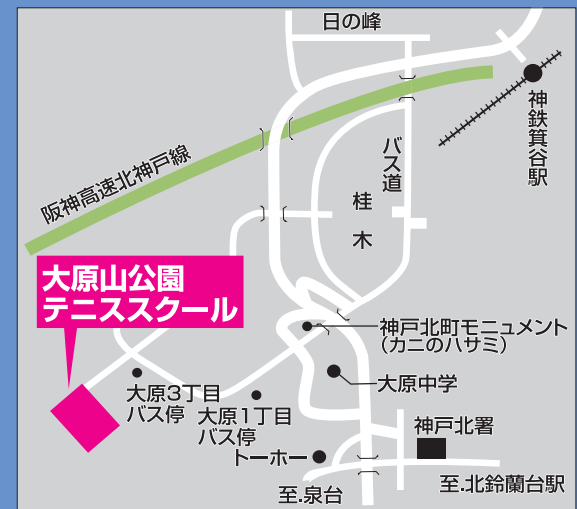 日の峰
神鉄箕谷駅
阪神高速北神戸線
バス道
桂木
大原山公園
テニススクール
神戸北町モニュメント
（カニのハサミ）
大原3丁目
バス停
大原1丁目
バス停
大原中学
神戸北署
トーホー
至.泉台
至.北鈴蘭台駅